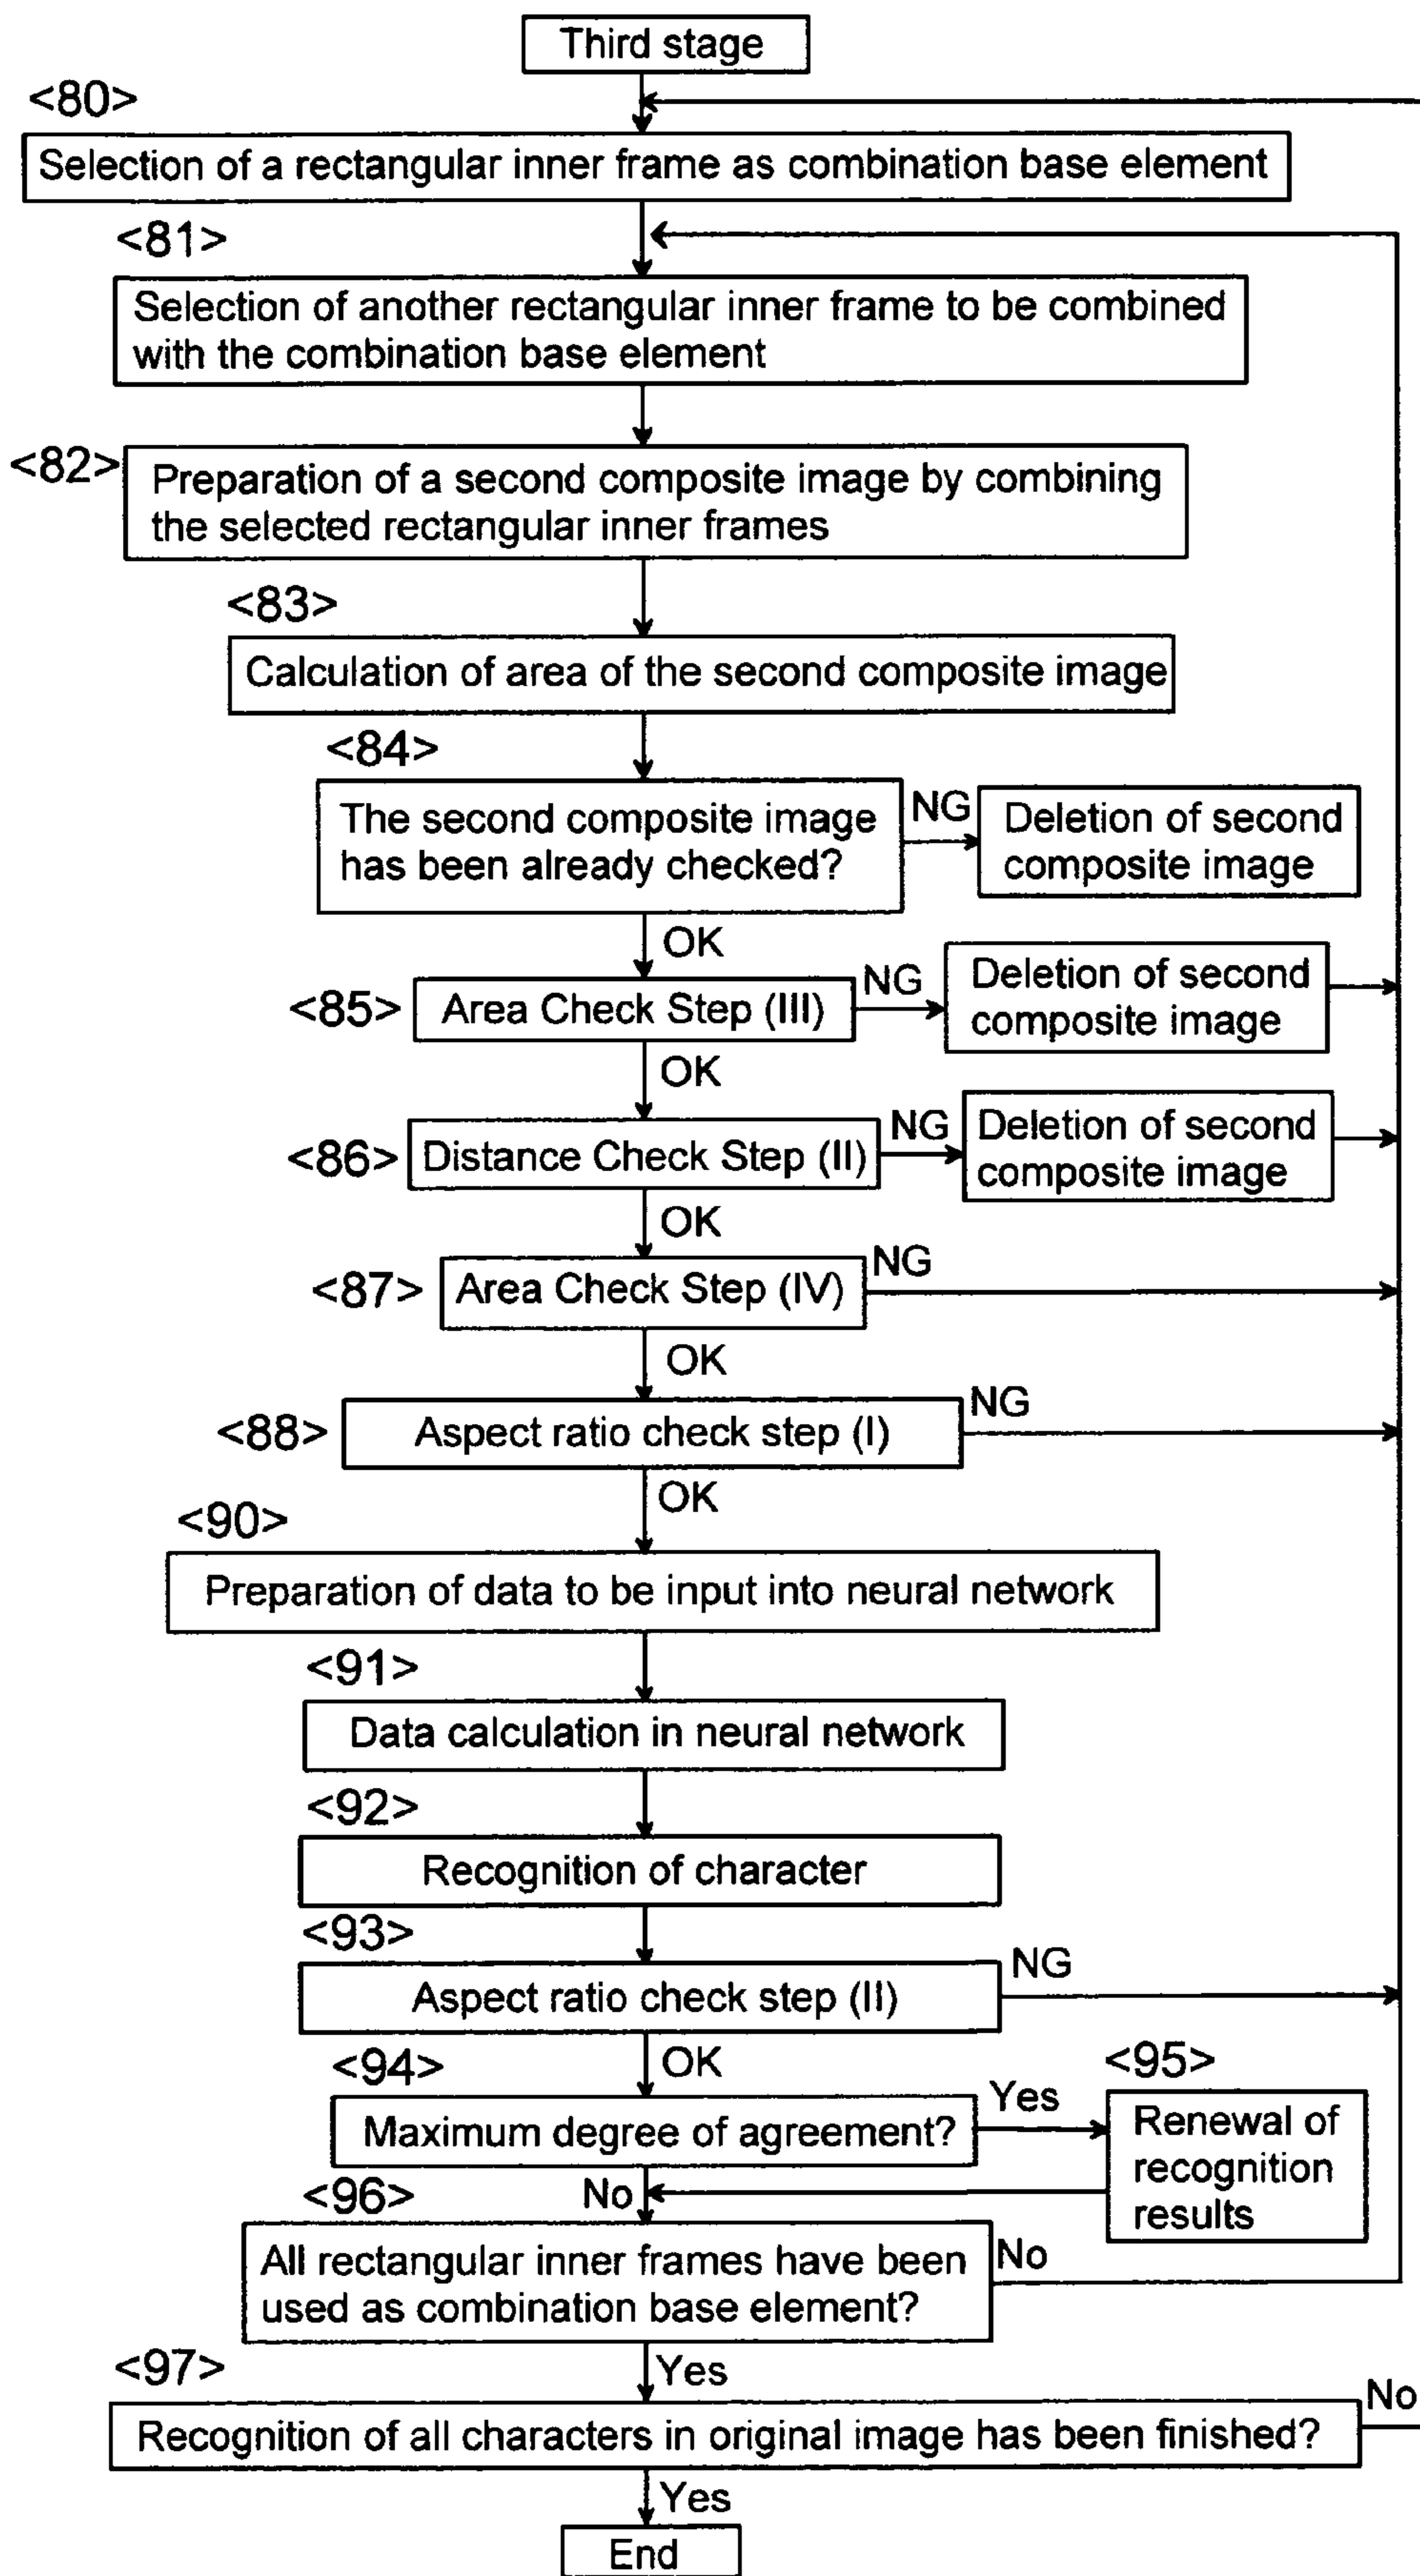 Third stage
<80>
Selection of a rectangular inner frame as combination base element
<81>
Selection of another rectangular inner frame to be combined
with the combination base element
<82>
Preparation of a second composite image by combining
the selected rectangular inner frames
<83>
Calculation of area of the second composite image
<84>
The second composite image
has been already checked?
NG
Deletion of second
composite image
OK
<85>
Area Check Step (III)
NG
Deletion of second
composite image
OK
<86>
Distance Check Step (II)
NG
Deletion of second
composite image
OK
<87>
Area Check Step (IV)
NG
OK
<88>
Aspect ratio check step (I)
NG
OK
<90>
Preparation of data to be input into neural network
<91>
Data calculation in neural network
<92>
Recognition of character
<93>
Aspect ratio check step (II)
NG
OK
<94>
Maximum degree of agreement?
Yes
<95>
Renewal of
recognition
results
No
<96>
All rectangular inner frames have been
used as combination base element?
No
Yes
<97>
Recognition of all characters in original image has been finished?
No
Yes
End